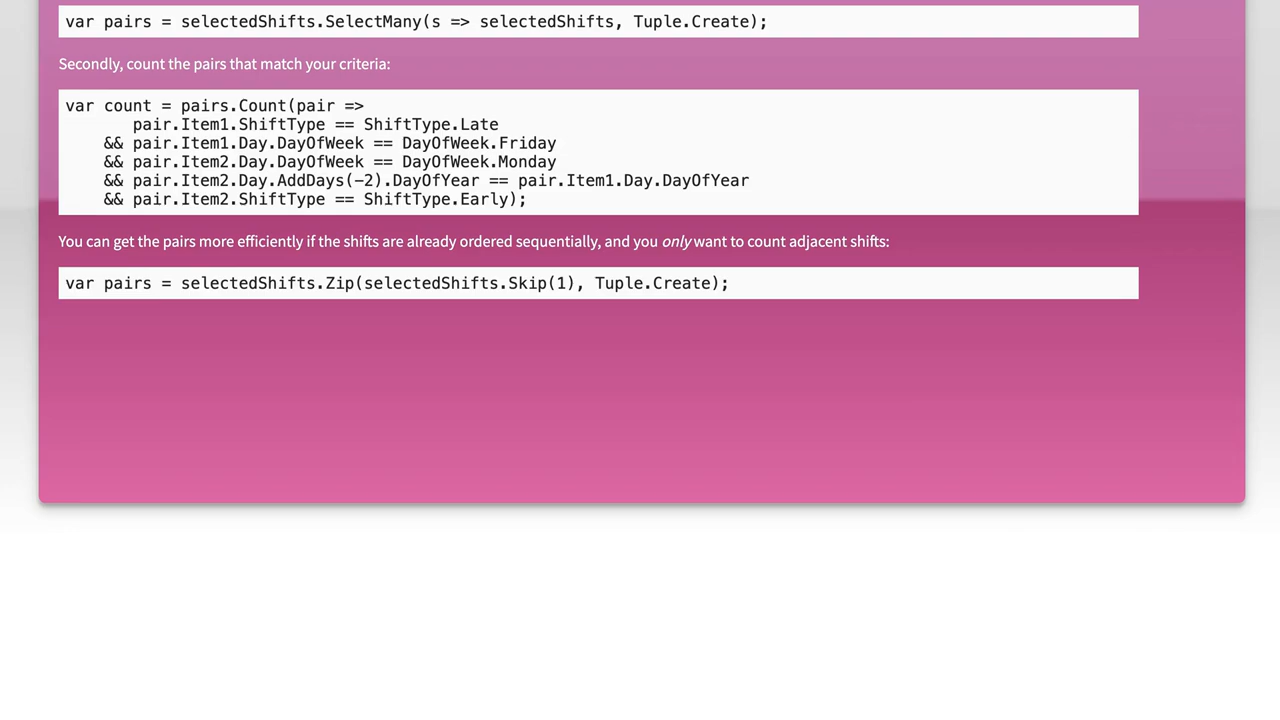 var pairs = selectedShifts.SelectMany(s => selectedShifts, Tuple.Create);
Secondly, count the pairs that match your criteria:
var count = pairs.Count(pair =>
pair.Item1.ShiftType == ShiftType.Late
&& pair.Item1.Day.DayOfWeek == DayOfWeek.Friday
&& pair.Item2.Day.DayOfWeek == DayOfWeek.Monday
&& pair.Item2.Day.AddDays(-2).DayOfYear == pair.Item1.Day.DayOfYear
&& pair.Item2.ShiftType == ShiftType.Early);
You can get the pairs more efficiently if the shifts are already ordered sequentially, and you only want to count adjacent shifts:
var pairs = selectedShifts.Zip(selectedShifts.Skip(1), Tuple.Create);